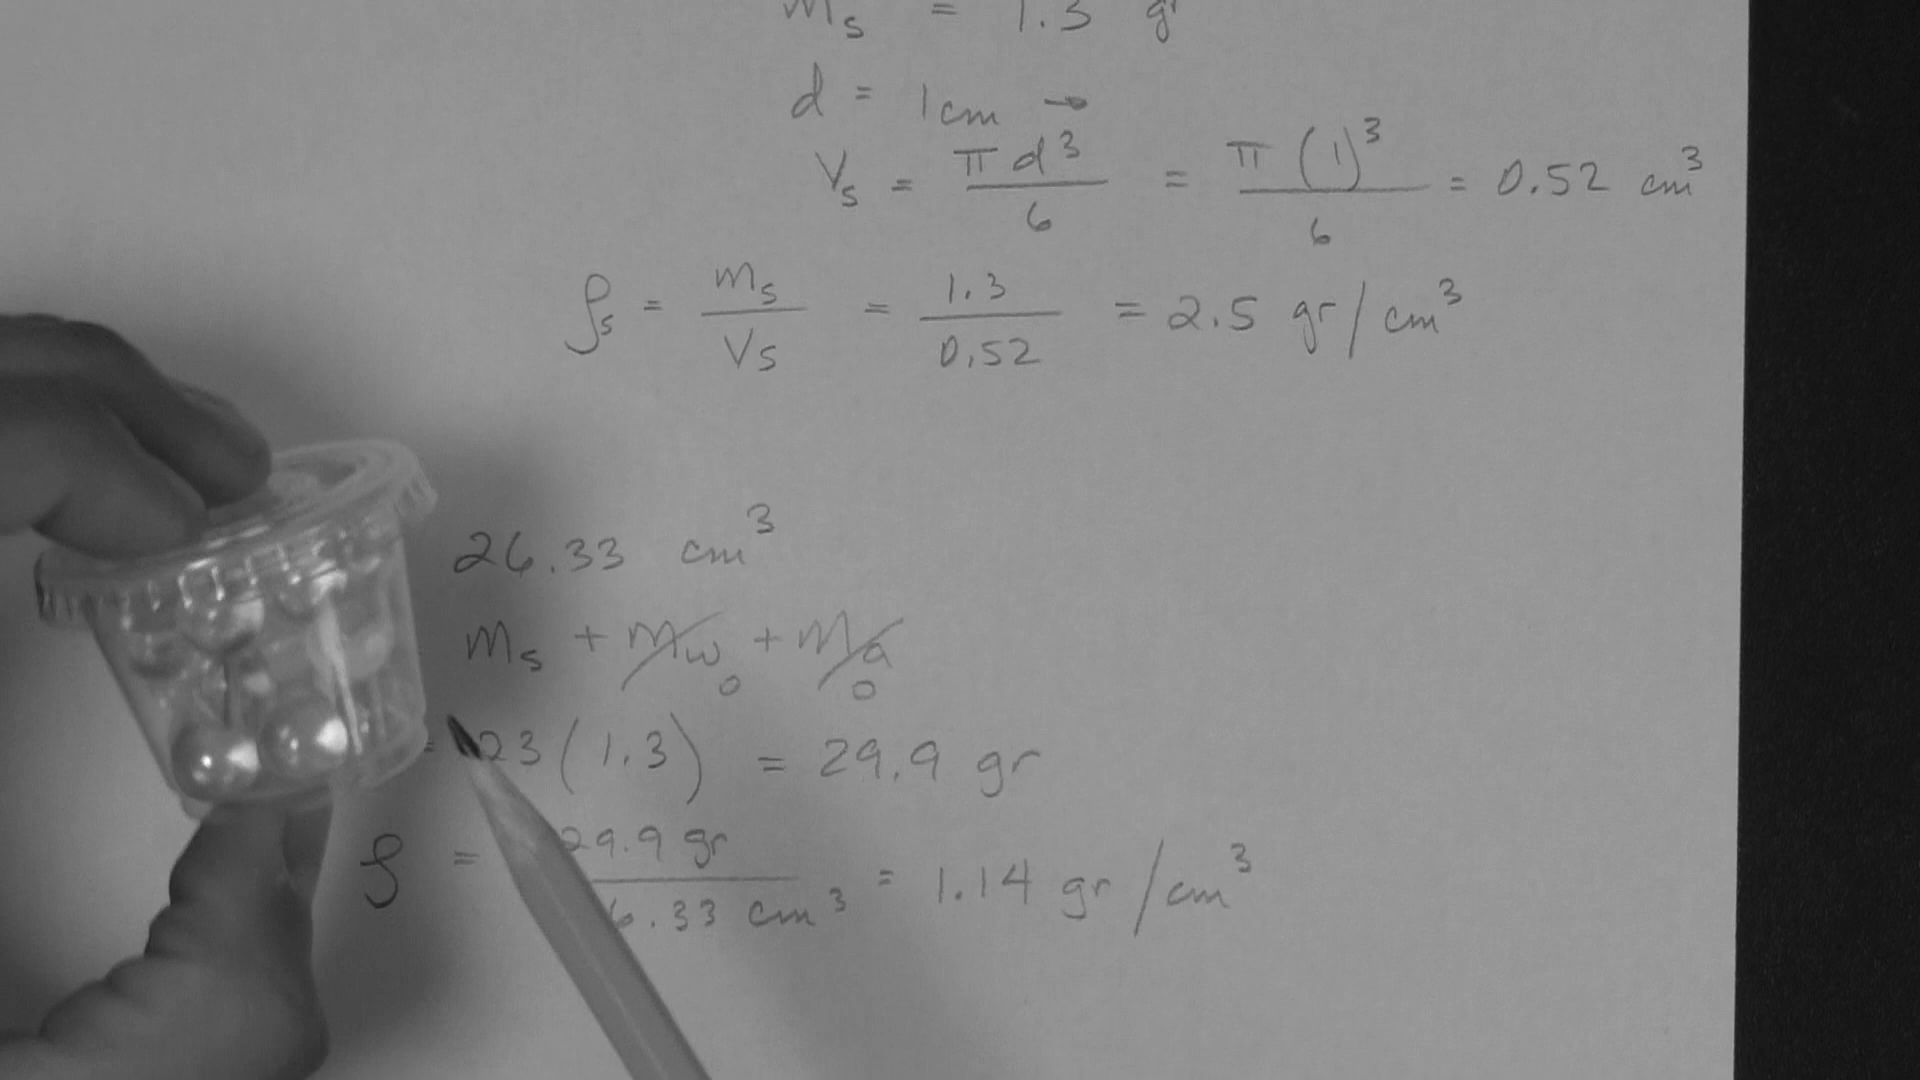 ms = 1.3 gr
d = 1cm →
Vs = πd³/6 = π(1)³/6 = 0.52 cm³
ρs = ms/Vs = 1.3/0.52 = 2.5 gr/cm³
26.33 cm³
ms + mw 0 + ma 0
= 23(1.3) = 29.9 gr
ρ = 29.9 gr/6.33 cm³ = 1.14 gr/cm³